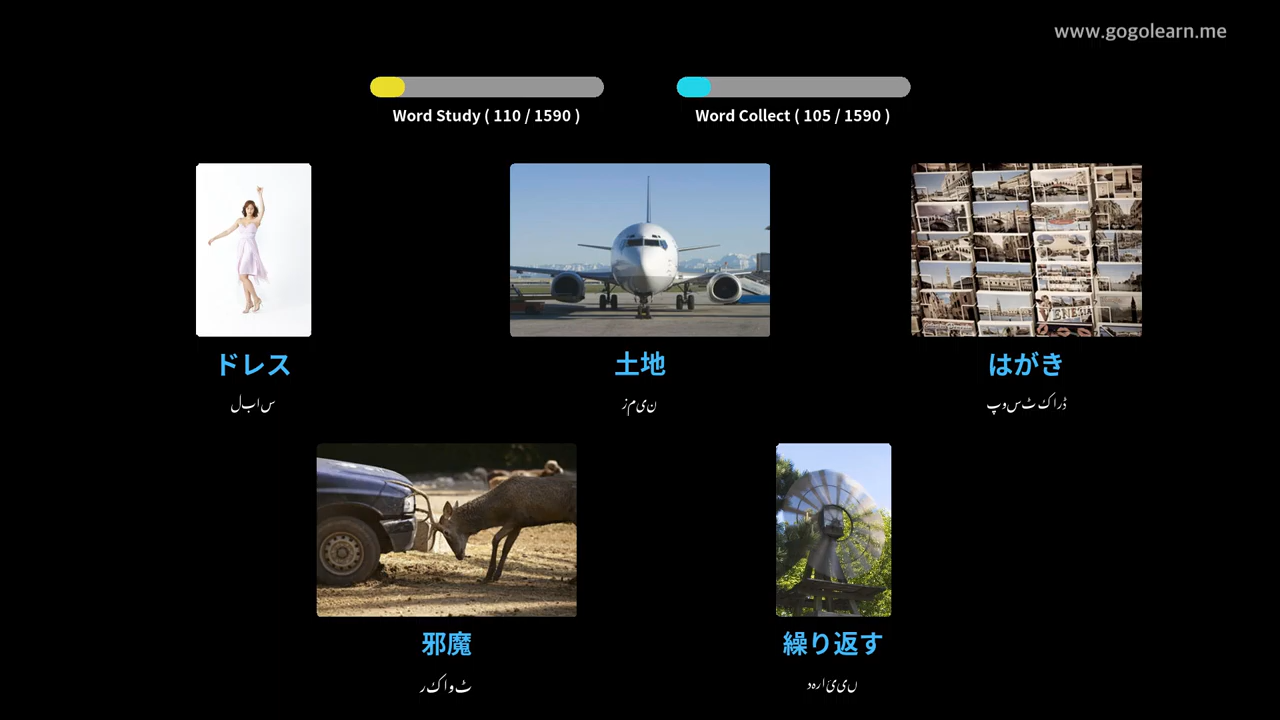 www.gogolearn.me
Word Study ( 110 / 1590 )
Word Collect ( 105 / 1590 )
ドレス
لباس
土地
زمین
はがき
پوسٹ کارڈ
邪魔
رکاوٹ
繰り返す
دہرائیں